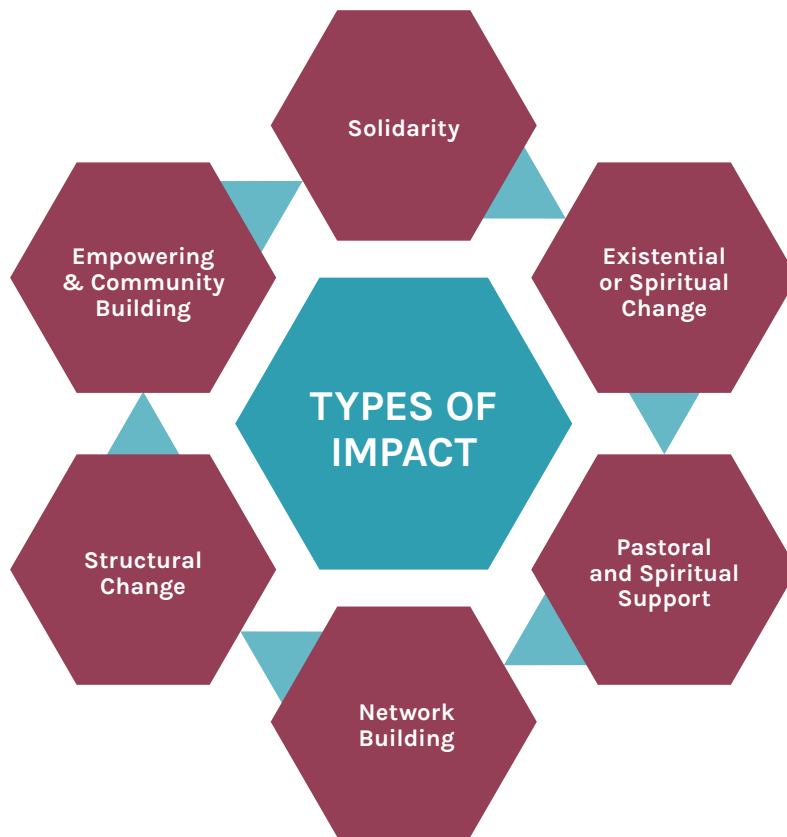 Solidarity
Existential
or Spiritual
Change
Pastoral
and Spiritual
Support
Network
Building
Structural
Change
Empowering
& Community
Building
TYPES OF
IMPACT